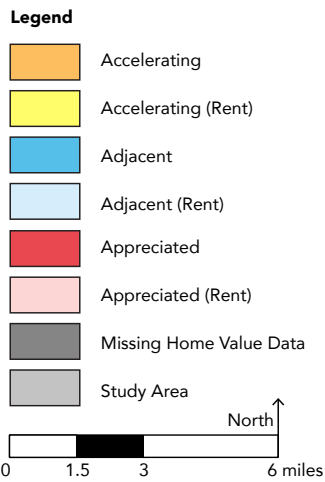 Legend
Accelerating
Accelerating (Rent)
Adjacent
Adjacent (Rent)
Appreciated
Appreciated (Rent)
Missing Home Value Data
Study Area
North
0 1.5 3 6 miles